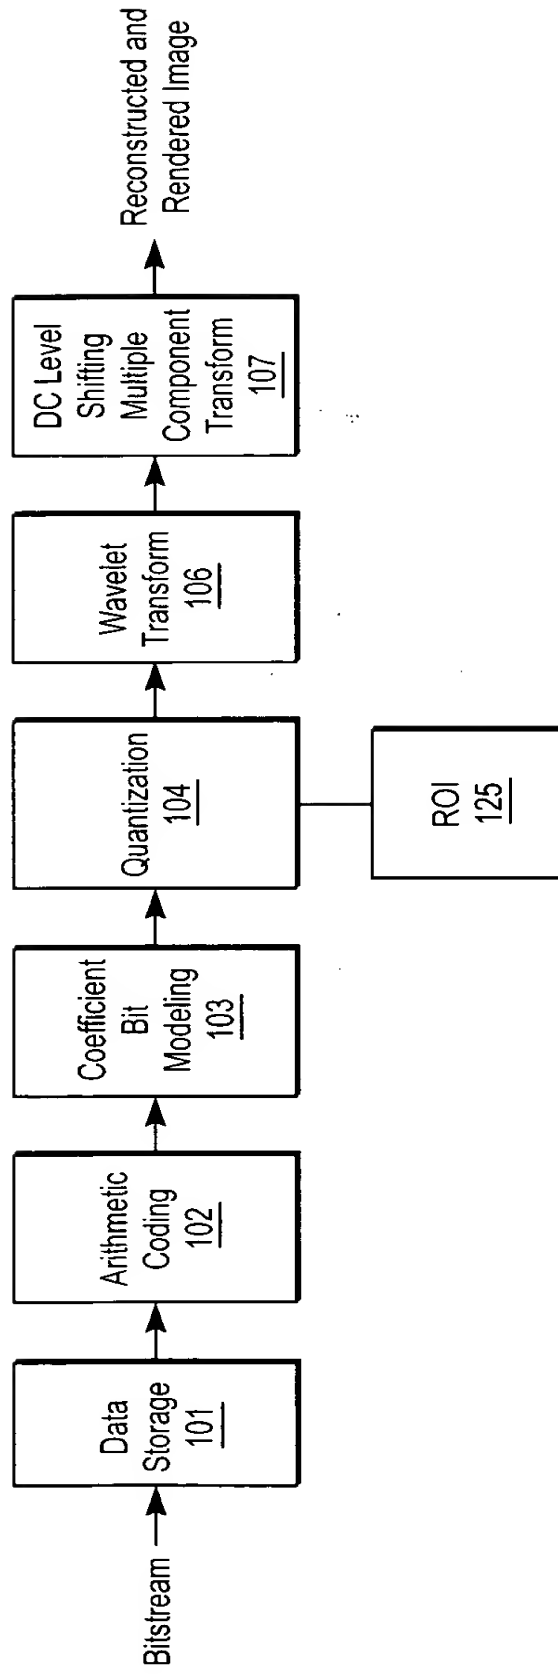 Bitstream
Data
Storage
101
Arithmetic
Coding
102
Coefficient
Bit
Modeling
103
Quantization
104
ROI
125
Wavelet
Transform
106
DC Level
Shifting
Multiple
Component
Transform
107
Reconstructed and
Rendered Image